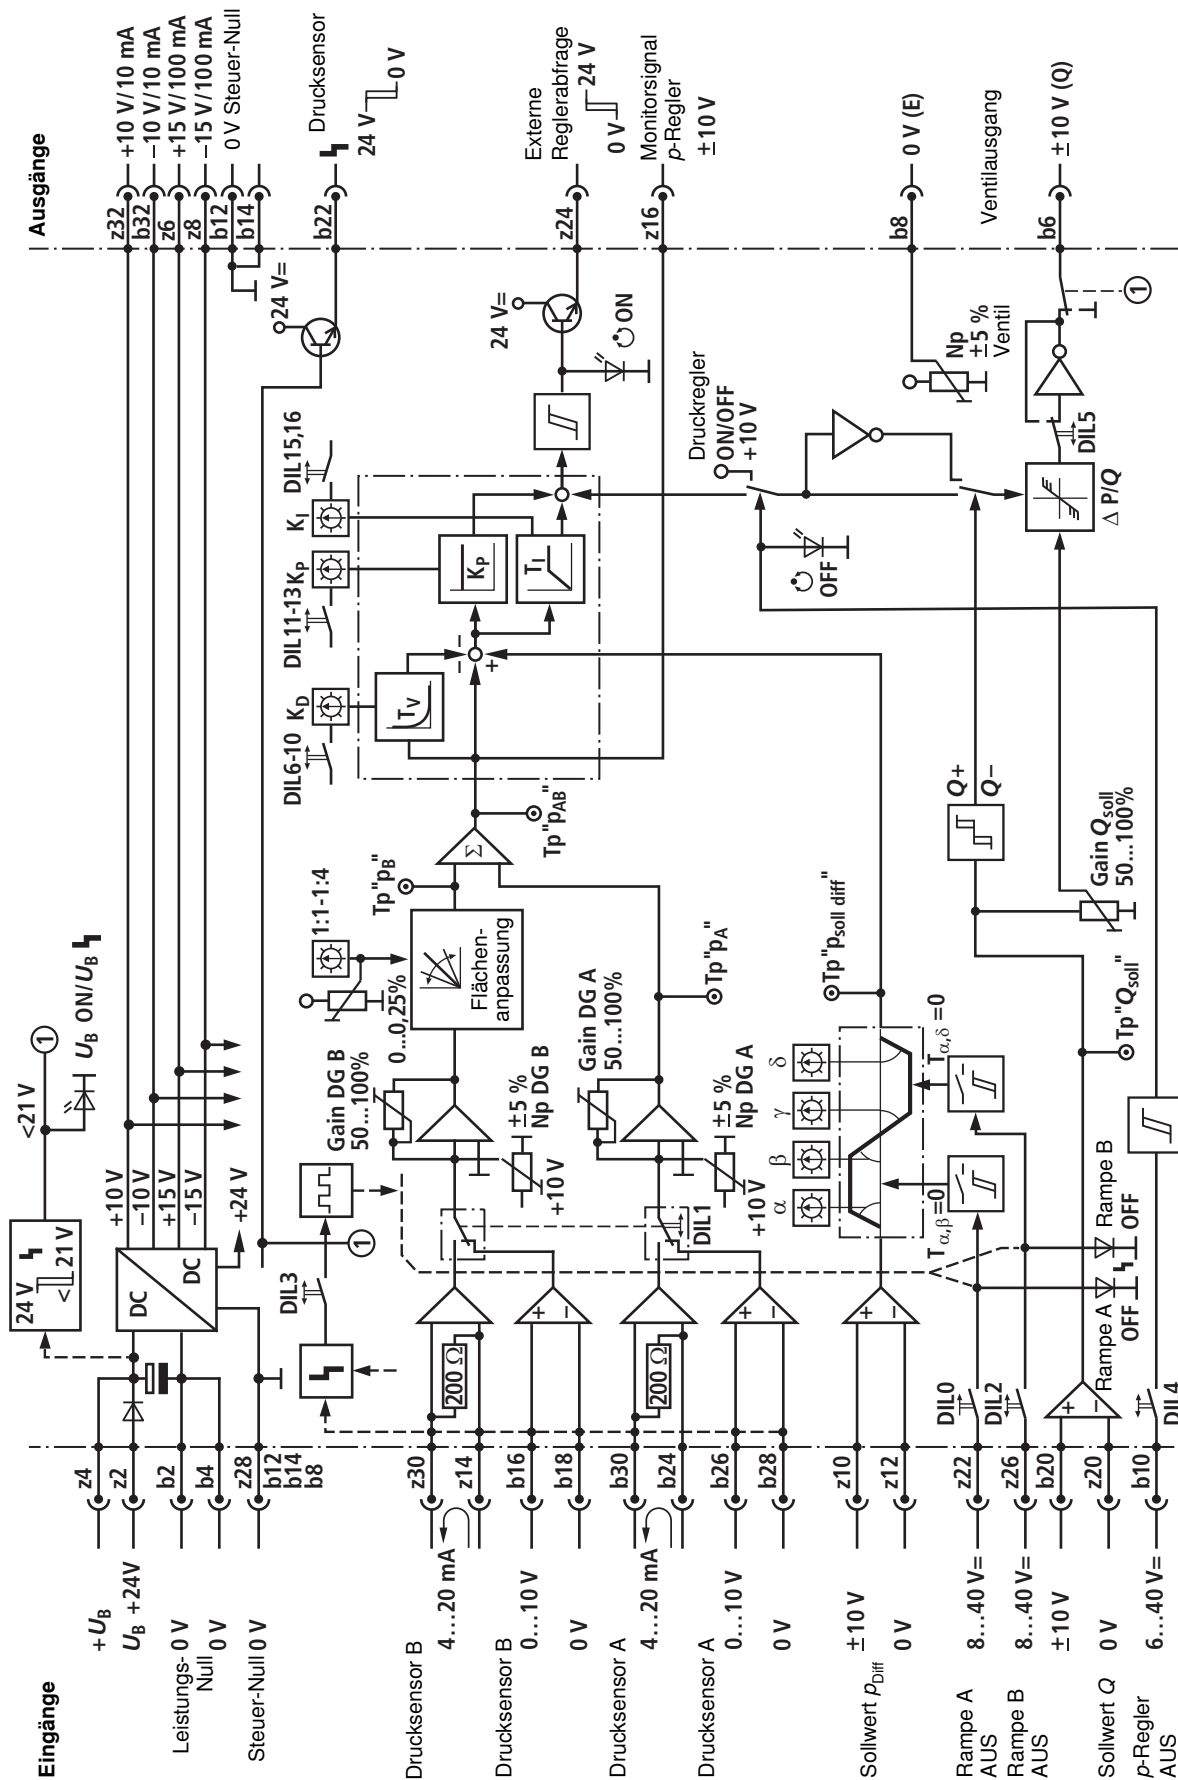 Eingänge
+U_B
U_B +24V
Leistungs-
Null
0 V
0 V
Steuer-Null 0 V
z4
z2
b2
b4
z28
b12
b14
b8
Drucksensor B
4…20 mA
z30
z14
Drucksensor B
0…10 V
0 V
b16
b18
Drucksensor A
4…20 mA
b30
b24
Drucksensor A
0…10 V
0 V
b26
b28
Sollwert p_Diff
±10 V
0 V
z10
z12
Rampe A
AUS
8…40 V=
z22
Rampe B
AUS
8…40 V=
z26
Sollwert Q
±10 V
0 V
b20
z20
p-Regler
AUS
6…40 V=
b10
24 V
< 21 V
<21 V
1
U_B ON/U_B
DC
DC
+10 V
−10 V
+15 V
−15 V
+24 V
1
DIL3
200 Ω
+
−
200 Ω
+
−
+
−
DIL0
DIL2
+
−
DIL4
Rampe A
OFF
Rampe B
OFF
DIL1
Gain DG B
50…100%
±5 %
Np DG B
+10 V
Gain DG A
50…100%
±5 %
Np DG A
+10 V
0…0,25%
1:1-1:4
Flächen-
anpassung
Tp"p_B"
Σ
Tp"p_AB"
Tp"p_A"
α
β
γ
δ
T_α,β=0
T_α,δ=0
Tp"p_soll diff"
Tp"Q_soll"
Gain Q_soll
50…100%
Q+
Q−
DIL6-10
K_D
DIL11-13
K_P
K_I
DIL15,16
T_V
−
−
+
K_P
T_I
24 V=
24 V=
ON
Druckregler
ON/OFF
+10 V
OFF
Δ P/Q
DIL5
Np
±5 %
Ventil
1
Ausgänge
z32
b32
z6
z8
b12
b14
b22
z24
z16
b8
b6
+10 V/10 mA
−10 V/10 mA
+15 V/100 mA
−15 V/100 mA
0 V Steuer-Null
Drucksensor
24 V
0 V
Externe
Reglerabfrage
0 V
24 V
Monitorsignal
p-Regler
±10 V
0 V (E)
Ventilausgang
±10 V (Q)